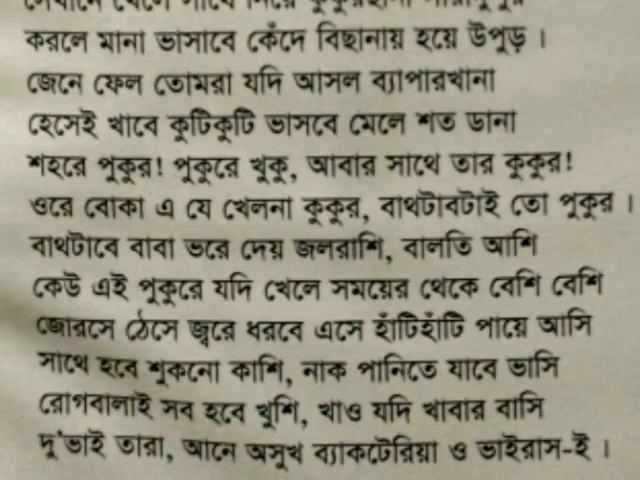 সেখানে খেলে সাথে নিয়ে কুকুরছানা
করলে মানা ভাসাবে কেঁদে বিছানায় হয়ে উপুড় ।
জেনে ফেল তোমরা যদি আসল ব্যাপারখানা
হেসেই খাবে কুটিকুটি ভাসবে মেলে শত ডানা
শহরে পুকুর! পুকুরে খুকু, আবার সাথে তার কুকুর!
ওরে বোকা এ যে খেলনা কুকুর, বাথটাবটাই তো পুকুর ।
বাথটাবে বাবা ভরে দেয় জলরাশি, বালতি আশি
কেউ এই পুকুরে যদি খেলে সময়ের থেকে বেশি বেশি
জোরসে ঠেসে জ্বরে ধরবে এসে হাঁটিহাঁটি পায়ে আসি
সাথে হবে শুকনো কাশি, নাক পানিতে যাবে ভাসি
রোগবালাই সব হবে খুশি, খাও যদি খাবার বাসি
দু'ভাই তারা, আনে অসুখ ব্যাকটেরিয়া ও ভাইরাস-ই ।